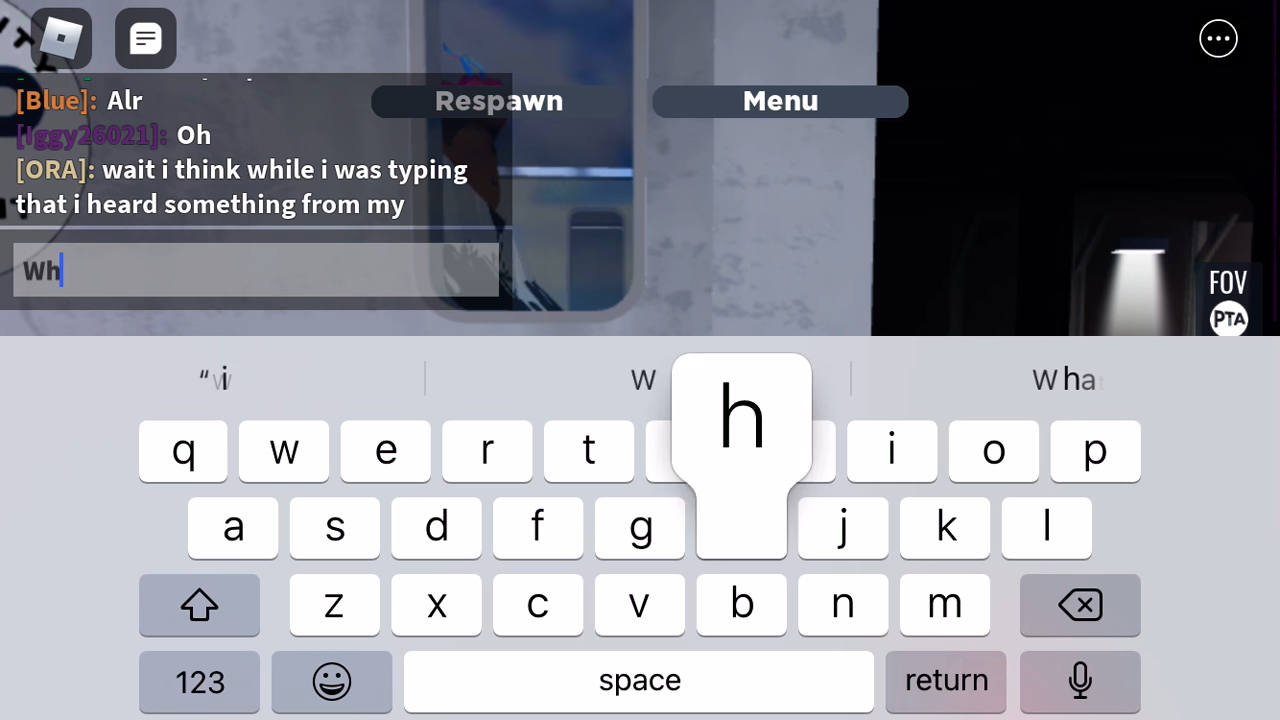 [Blue]: Alr
Respawn
Menu
[Iggy26021]: Oh
[ORA]: wait i think while i was typing
that i heard something from my
Wh
FOV
PTA
“ i
W
Wha
h
q w e r t i o p
a s d f g j k l
z x c v b n m
123 space return